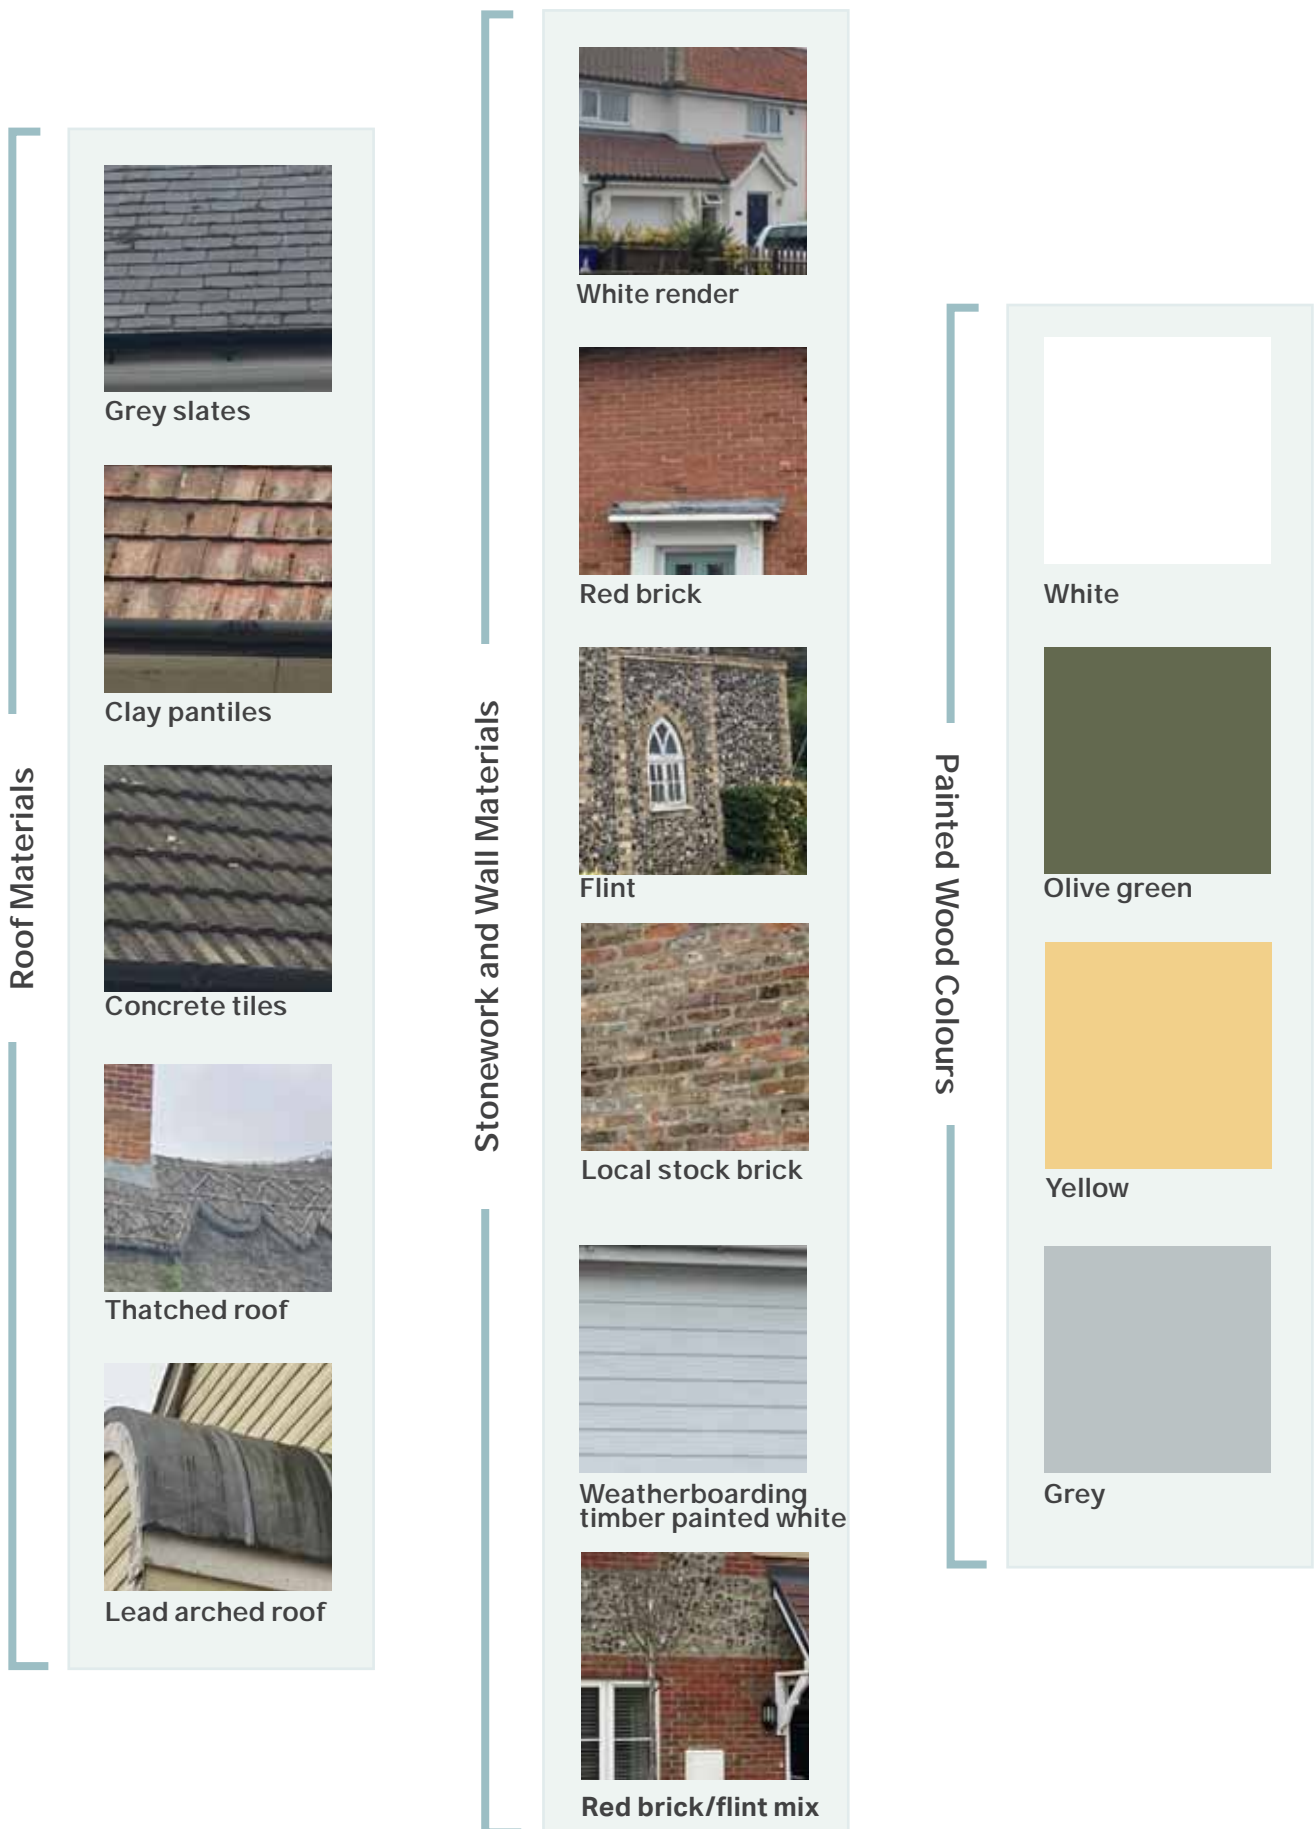 Roof Materials
Grey slates
Clay pantiles
Concrete tiles
Thatched roof
Lead arched roof
Stonework and Wall Materials
White render
Red brick
Flint
Local stock brick
Weatherboarding
timber painted white
Red brick/flint mix
Painted Wood Colours
White
Olive green
Yellow
Grey